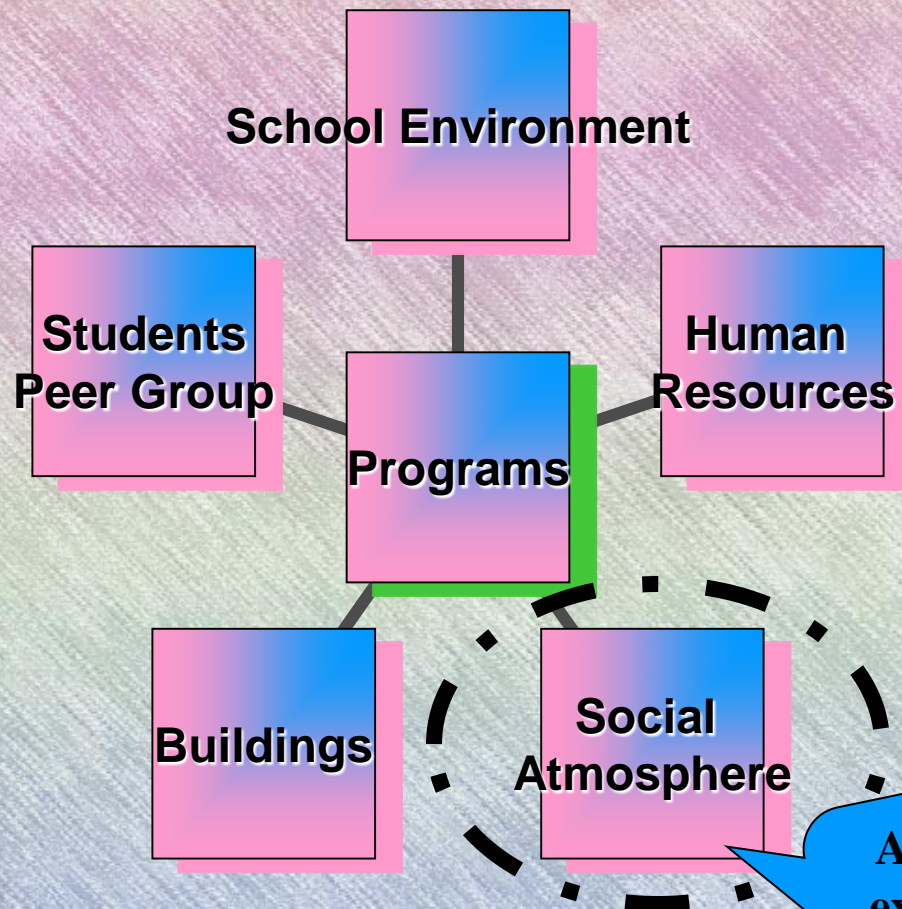 School Environment
Students
Peer Group
Human
Resources
Programs
Buildings
Social
Atmosphere